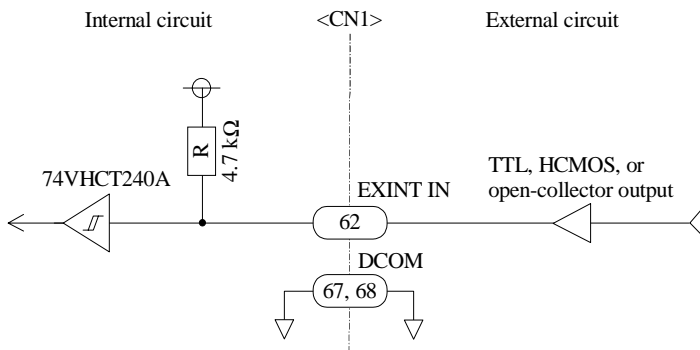 Internal circuit
<CN1>
External circuit
R
4.7 kΩ
74VHCT240A
TTL, HCMOS, or
open-collector output
EXINT IN
62
DCOM
67, 68